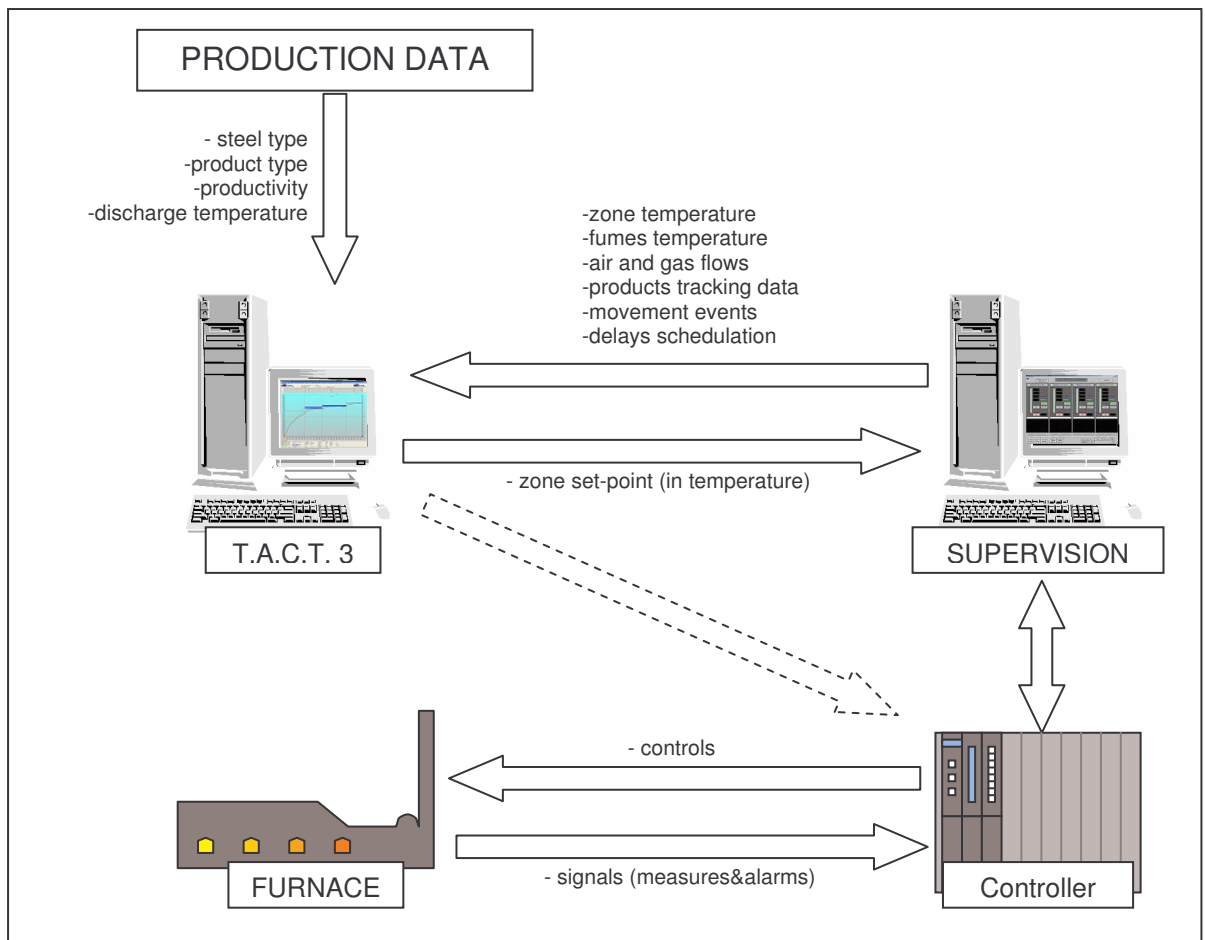 PRODUCTION DATA
- steel type
-product type
-productivity
-discharge temperature
-zone temperature
-fumes temperature
-air and gas flows
-products tracking data
-movement events
-delays schedulation
- zone set-point (in temperature)
T.A.C.T. 3
SUPERVISION
- controls
- signals (measures&alarms)
FURNACE
Controller